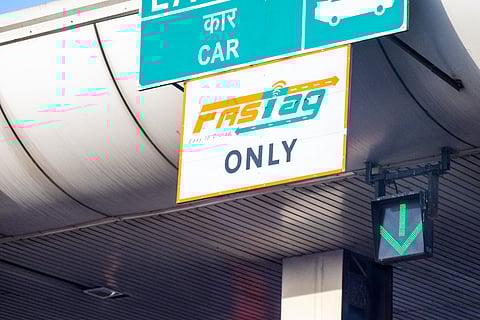 कार
CAR
FASTag
ONLY